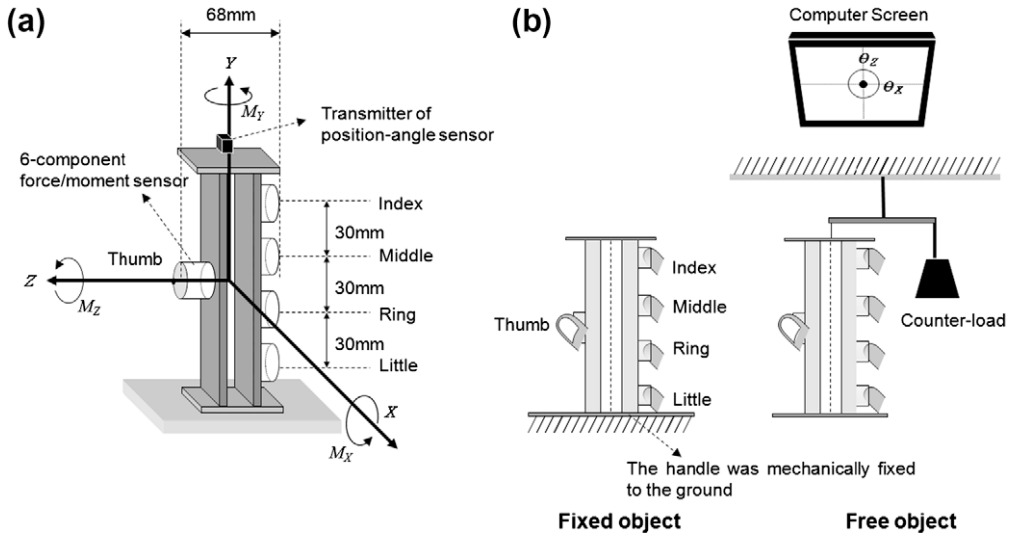 (a)
68mm
Y
M_Y
Transmitter of
position-angle sensor
6-component
force/moment sensor
Index
30mm
Thumb
Middle
Z
30mm
M_Z
Ring
30mm
Little
X
M_X
(b)
Computer Screen
θ_Z
θ_X
Index
Middle
Thumb
Ring
Little
Counter-load
The handle was mechanically fixed
to the ground
Fixed object
Free object